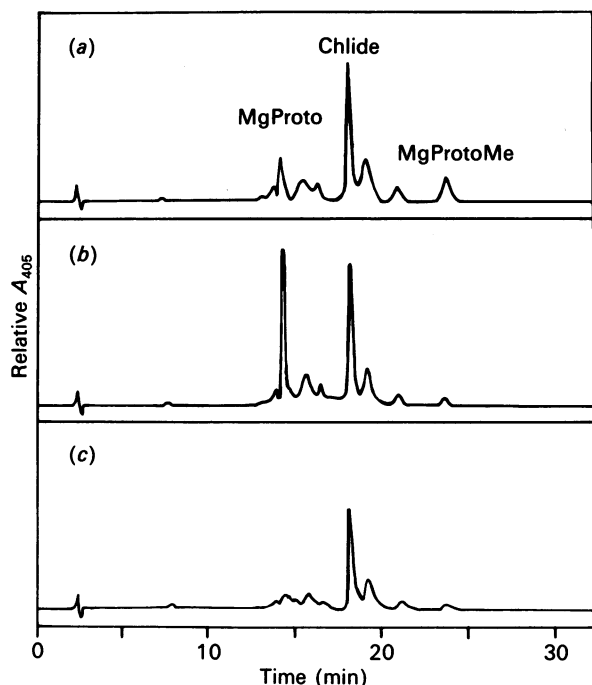 (a)
Chlide
MgProto
MgProtoMe
(b)
(c)
Relative A405
0 10 20 30
Time (min)